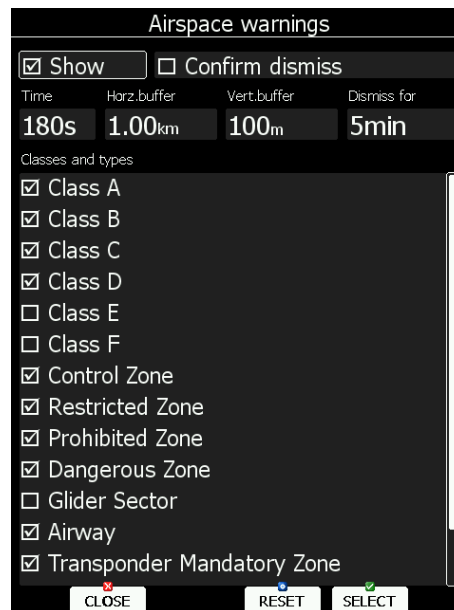 Airspace warnings
Show Confirm dismiss
Time Horz.buffer Vert.buffer Dismiss for
180s 1.00km 100m 5min
Classes and types
Class A
Class B
Class C
Class D
Class E
Class F
Control Zone
Restricted Zone
Prohibited Zone
Dangerous Zone
Glider Sector
Airway
Transponder Mandatory Zone
CLOSE RESET SELECT